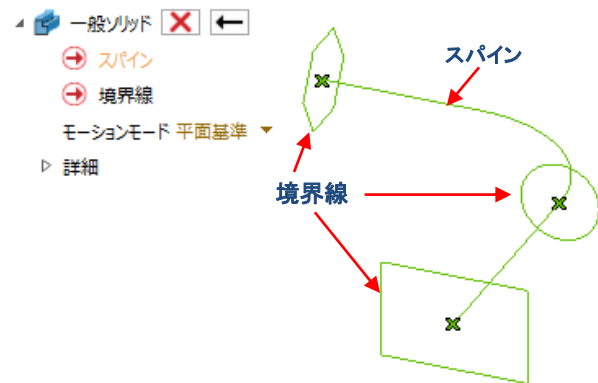 一般ソリッド
スパイン
境界線
モーションモード 平面基準
詳細
スパイン
境界線